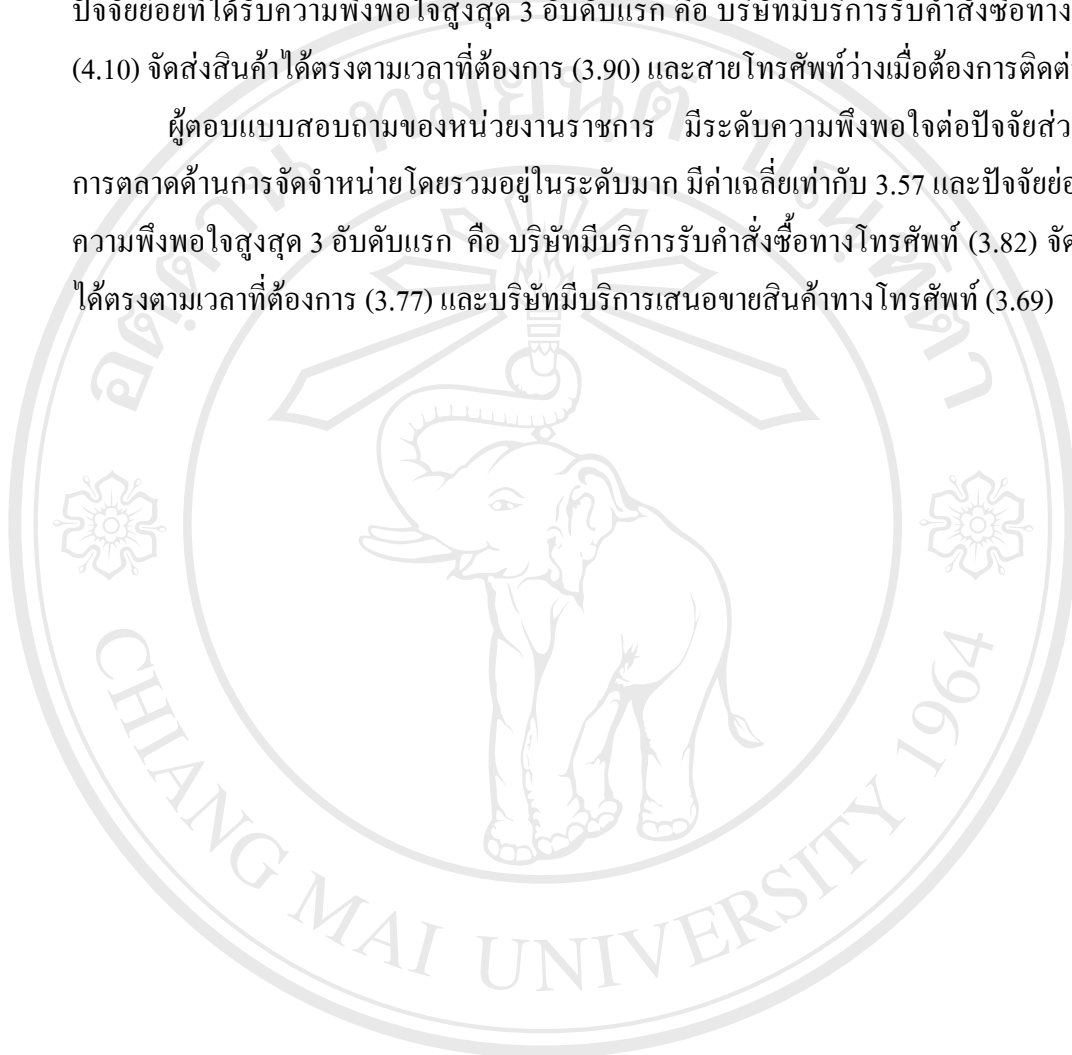 ปัจจัยย่อยที่ได้รับความพึงพอใจสูงสุด 3 อันดับแรก คือ บริษัทมีบริการรับคำสั่งซื้อทาง
(4.10) จัดส่งสินค้าได้ตรงตามเวลาที่ต้องการ (3.90) และสายโทรศัพท์ว่างเมื่อต้องการติดต่
ผู้ตอบแบบสอบถามของหน่วยงานราชการ มีระดับความพึงพอใจต่อปัจจัยส่ว
การตลาดด้านการจัดจำหน่ายโดยรวมอยู่ในระดับมาก มีค่าเฉลี่ยเท่ากับ 3.57 และปัจจัยย่อ
ความพึงพอใจสูงสุด 3 อันดับแรก คือ บริษัทมีบริการรับคำสั่งซื้อทางโทรศัพท์ (3.82) จัด
ได้ตรงตามเวลาที่ต้องการ (3.77) และบริษัทมีบริการเสนอขายสินค้าทางโทรศัพท์ (3.69)
อตฺตานํ ทมยนฺติ ปณฺฑิตา
CHIANG MAI UNIVERSITY 1964